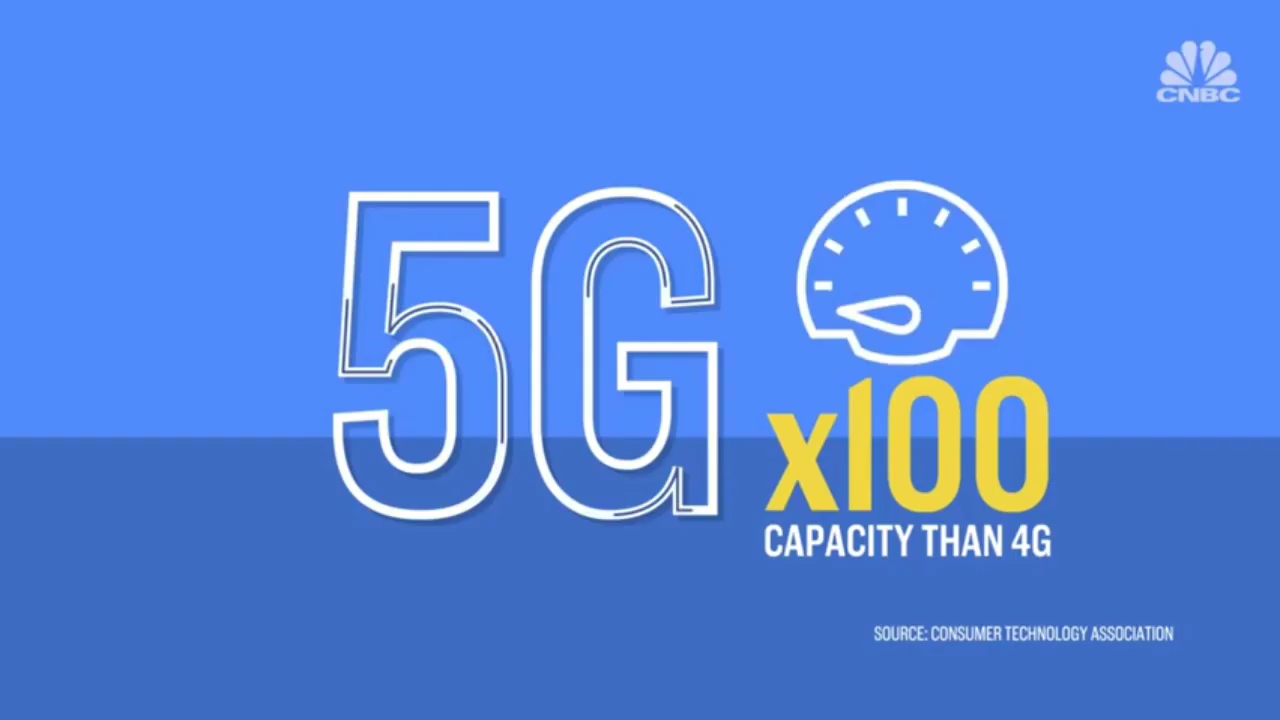 CNBC
5G
x100
CAPACITY THAN 4G
SOURCE: CONSUMER TECHNOLOGY ASSOCIATION